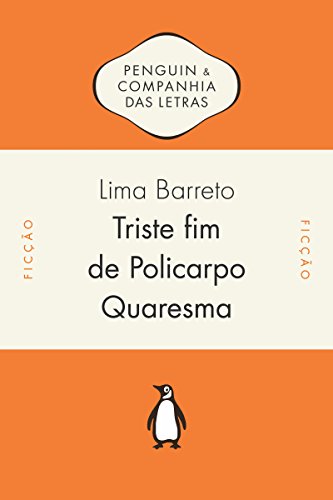 PENGUIN &
COMPANHIA
DAS LETRAS
Lima Barreto
Triste fim
de Policarpo
Quaresma
FICÇÃO
FICÇÃO